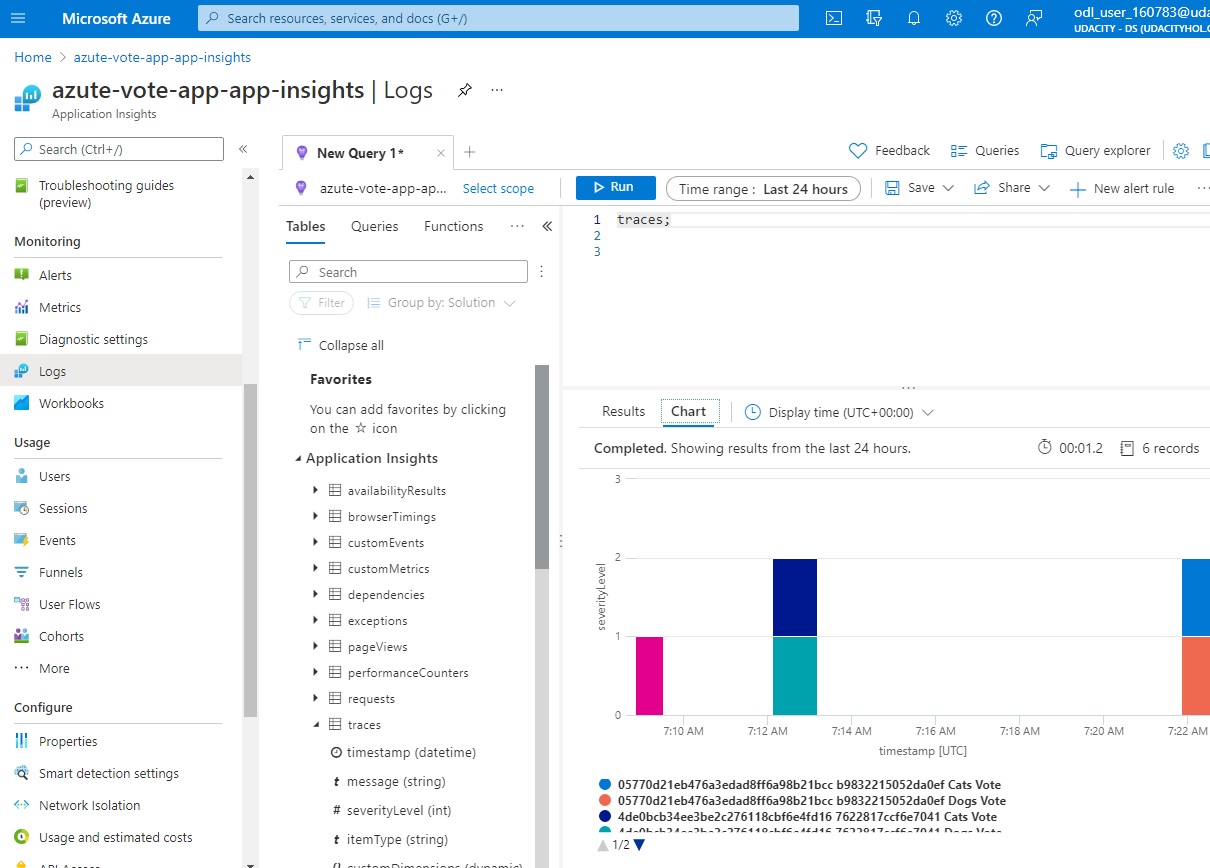 Microsoft Azure
Search resources, services, and docs (G+/)
odl_user_160783@uda
UDACITY - DS (UDACITYHOL.C
Home > azute-vote-app-app-insights
azute-vote-app-app-insights | Logs
Application Insights
Search (Ctrl+/)
Troubleshooting guides
(preview)
Monitoring
Alerts
Metrics
Diagnostic settings
Logs
Workbooks
Usage
Users
Sessions
Events
Funnels
User Flows
Cohorts
More
Configure
Properties
Smart detection settings
Network Isolation
Usage and estimated costs
API Access
New Query 1*
Feedback
Queries
Query explorer
azute-vote-app-ap...
Select scope
Run
Time range : Last 24 hours
Save
Share
New alert rule
Tables
Queries
Functions
Search
Filter
Group by: Solution
Collapse all
Favorites
You can add favorites by clicking
on the ☆ icon
Application Insights
availabilityResults
browserTimings
customEvents
customMetrics
dependencies
exceptions
pageViews
performanceCounters
requests
traces
timestamp (datetime)
t message (string)
# severityLevel (int)
t itemType (string)
customDimensions (dynamic)
1 traces;
2
3
Results
Chart
Display time (UTC+00:00)
Completed. Showing results from the last 24 hours.
00:01.2
6 records
3
2
1
0
severityLevel
7:10 AM
7:12 AM
7:14 AM
7:16 AM
7:18 AM
7:20 AM
7:22 AM
timestamp [UTC]
05770d21eb476a3edad8ff6a98b21bcc b9832215052da0ef Cats Vote
05770d21eb476a3edad8ff6a98b21bcc b9832215052da0ef Dogs Vote
4de0bcb34ee3be2c276118cbf6e4fd16 7622817ccf6e7041 Cats Vote
4de0bcb34ee3be2c276118cbf6e4fd16 7622817ccf6e7041 Dogs Vote
1/2